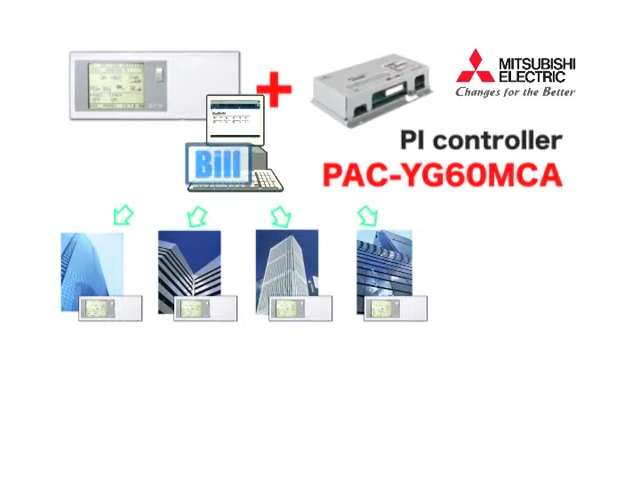 MITSUBISHI
ELECTRIC
Changes for the Better
PI controller
PAC-YG60MCA
Bill